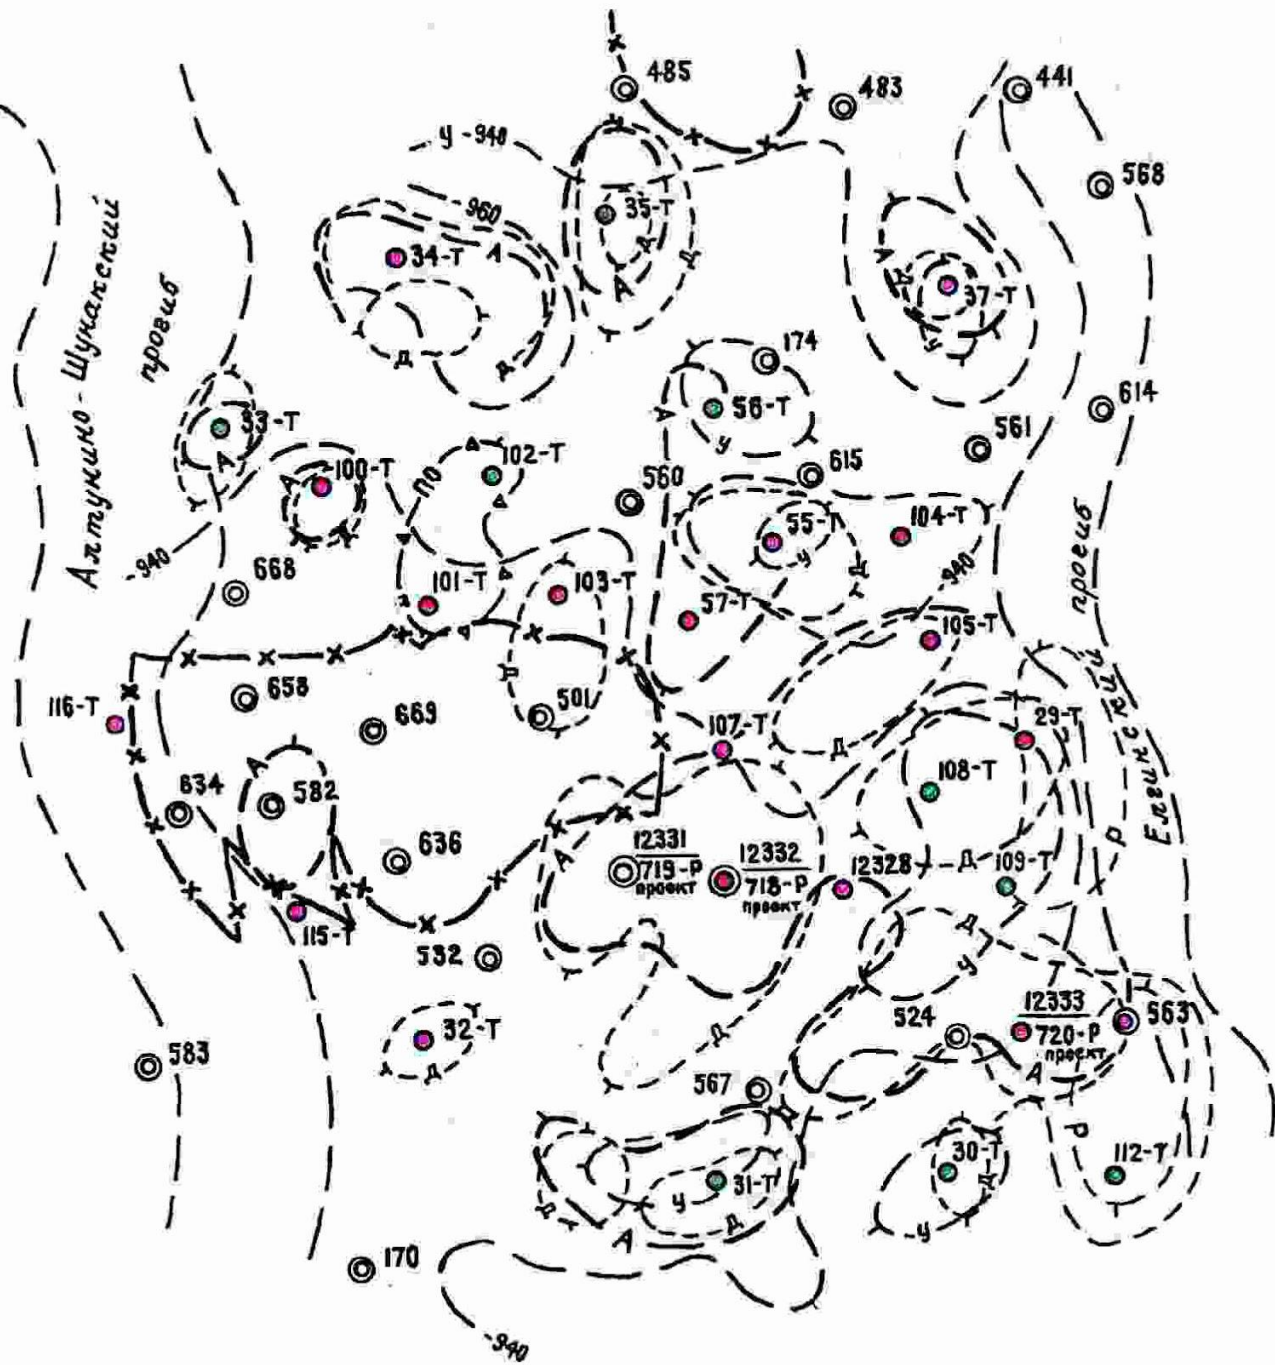 485
483
441
У -940
568
-960
35-Т
Д
Д
34-Т
А
А
А
Д
37-Т
Алтунино - Шунакский
прогиб
174
Д
Д
А
56-Т
614
33-Т
У
561
А
102-Т
А
100-Т
ПО
615
560
55-Т
104-Т
-940
У
Д
-940
668
101-Т
103-Т
57-Т
105-Т
прогиб
Елгинский
Д
658
501
116-Т
669
107-Т
Д
29-Т
А
108-Т
634
582
Р
636
12331
719-Р
проект
12332
718-Р
проект
А
12328
Д
109-Т
115-Т
532
Д
У
12333
720-Р
проект
563
32-Т
Д
Д
524
583
567
А
Р
30-Т
112-Т
31-Т
Д
У
Д
Д
А
У
170
-940